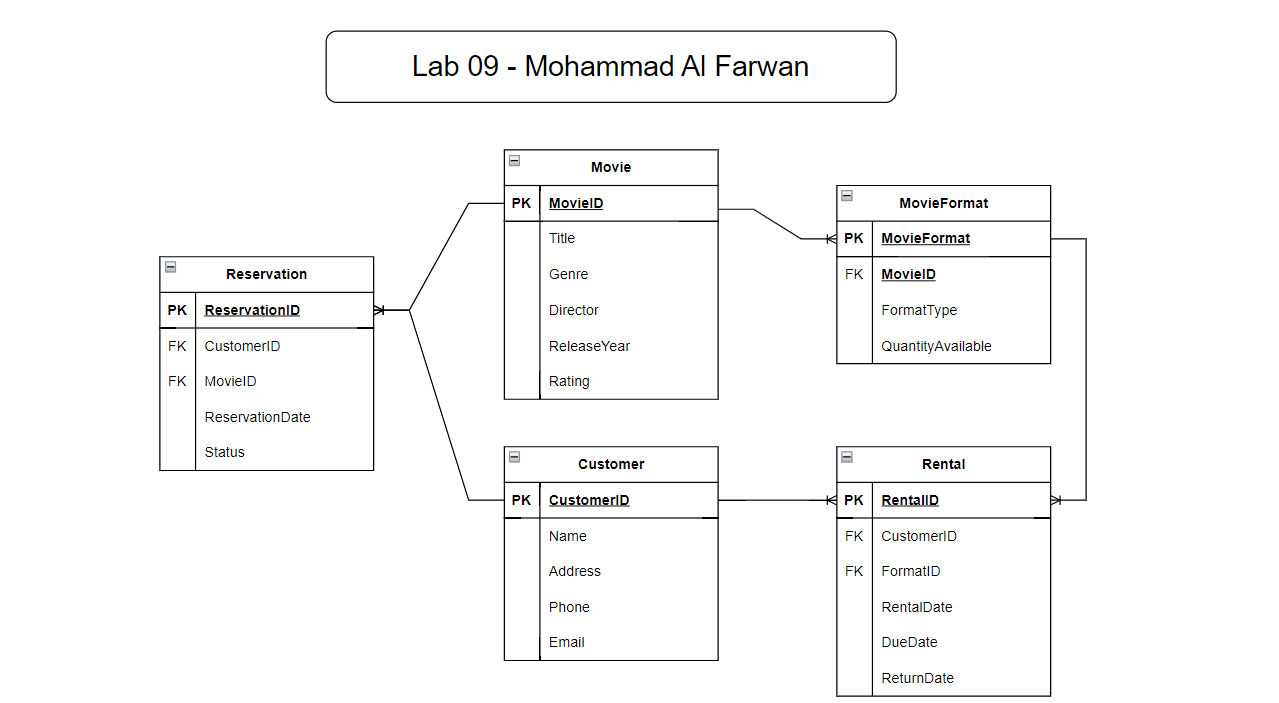 Lab 09 - Mohammad Al Farwan
Movie
PK MovieID
Title
Genre
Director
ReleaseYear
Rating
MovieFormat
PK MovieFormat
FK MovieID
FormatType
QuantityAvailable
Reservation
PK ReservationID
FK CustomerID
FK MovieID
ReservationDate
Status
Customer
PK CustomerID
Name
Address
Phone
Email
Rental
PK RentalID
FK CustomerID
FK FormatID
RentalDate
DueDate
ReturnDate